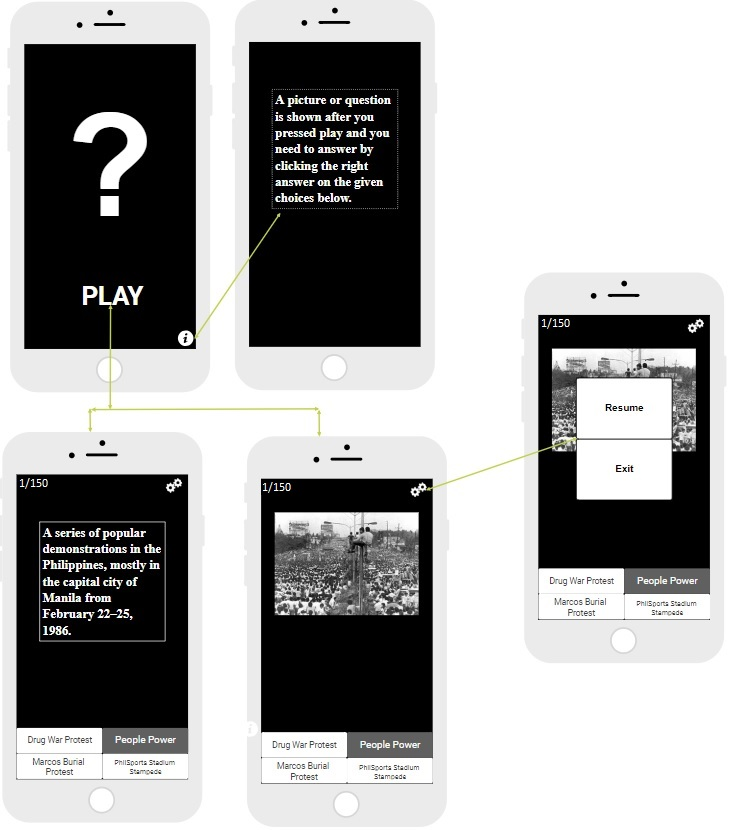 ?
PLAY
i
A picture or question
is shown after you
pressed play and you
need to answer by
clicking the right
answer on the given
choices below.
1/150
A series of popular
demonstrations in the
Philippines, mostly in
the capital city of
Manila from
February 22–25,
1986.
Drug War Protest
People Power
Marcos Burial
Protest
PhilSports Stadium
Stampede
1/150
i
Drug War Protest
People Power
Marcos Burial
Protest
PhilSports Stadium
Stampede
1/150
Resume
Exit
Drug War Protest
People Power
Marcos Burial
Protest
PhilSports Stadium
Stampede